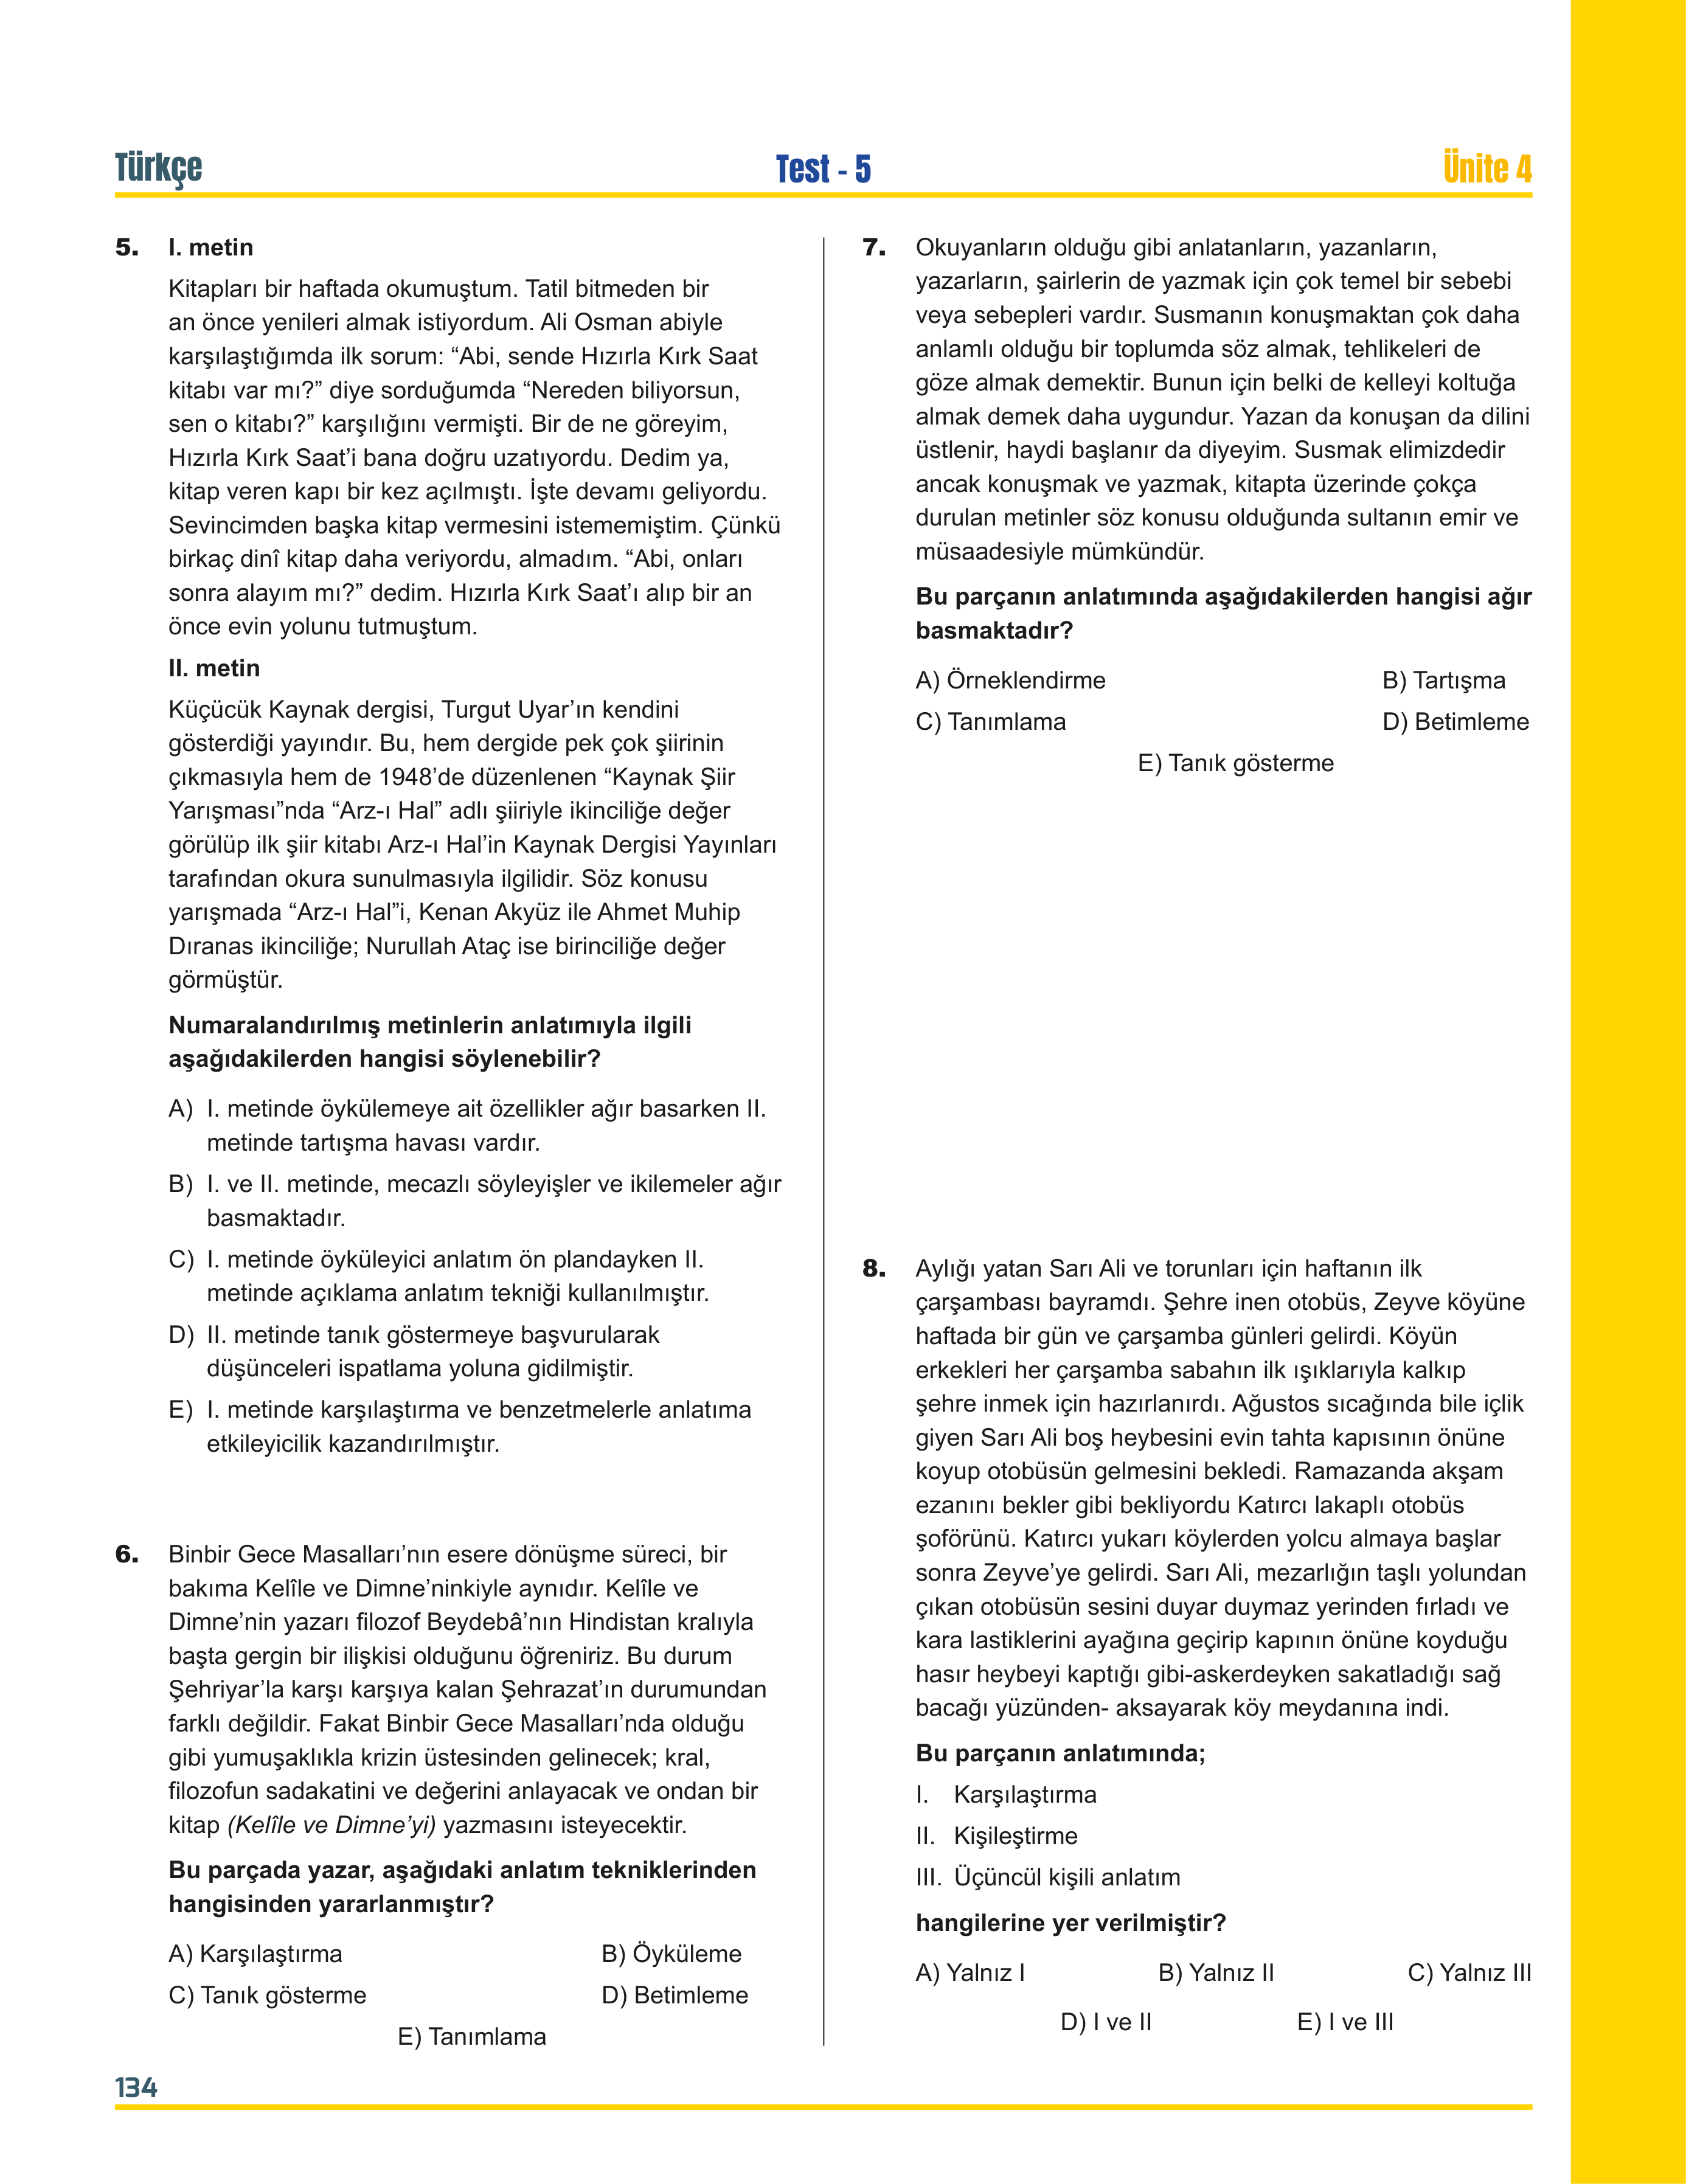 Türkçe
Test - 5
Ünite 4
5. I. metin
Kitapları bir haftada okumuştum. Tatil bitmeden bir
an önce yenileri almak istiyordum. Ali Osman abiyle
karşılaştığımda ilk sorum: “Abi, sende Hızırla Kırk Saat
kitabı var mı?” diye sorduğumda “Nereden biliyorsun,
sen o kitabı?” karşılığını vermişti. Bir de ne göreyim,
Hızırla Kırk Saat’i bana doğru uzatıyordu. Dedim ya,
kitap veren kapı bir kez açılmıştı. İşte devamı geliyordu.
Sevincimden başka kitap vermesini istememiştim. Çünkü
birkaç dinî kitap daha veriyordu, almadım. “Abi, onları
sonra alayım mı?” dedim. Hızırla Kırk Saat’ı alıp bir an
önce evin yolunu tutmuştum.
II. metin
Küçücük Kaynak dergisi, Turgut Uyar’ın kendini
gösterdiği yayındır. Bu, hem dergide pek çok şiirinin
çıkmasıyla hem de 1948’de düzenlenen “Kaynak Şiir
Yarışması”nda “Arz-ı Hal” adlı şiiriyle ikinciliğe değer
görülüp ilk şiir kitabı Arz-ı Hal’in Kaynak Dergisi Yayınları
tarafından okura sunulmasıyla ilgilidir. Söz konusu
yarışmada “Arz-ı Hal”i, Kenan Akyüz ile Ahmet Muhip
Dıranas ikinciliğe; Nurullah Ataç ise birinciliğe değer
görmüştür.
Numaralandırılmış metinlerin anlatımıyla ilgili
aşağıdakilerden hangisi söylenebilir?
A) I. metinde öykülemeye ait özellikler ağır basarken II.
metinde tartışma havası vardır.
B) I. ve II. metinde, mecazlı söyleyişler ve ikilemeler ağır
basmaktadır.
C) I. metinde öyküleyici anlatım ön plandayken II.
metinde açıklama anlatım tekniği kullanılmıştır.
D) II. metinde tanık göstermeye başvurularak
düşünceleri ispatlama yoluna gidilmiştir.
E) I. metinde karşılaştırma ve benzetmelerle anlatıma
etkileyicilik kazandırılmıştır.
6. Binbir Gece Masalları’nın esere dönüşme süreci, bir
bakıma Kelîle ve Dimne’ninkiyle aynıdır. Kelîle ve
Dimne’nin yazarı filozof Beydebâ’nın Hindistan kralıyla
başta gergin bir ilişkisi olduğunu öğreniriz. Bu durum
Şehriyar’la karşı karşıya kalan Şehrazat’ın durumundan
farklı değildir. Fakat Binbir Gece Masalları’nda olduğu
gibi yumuşaklıkla krizin üstesinden gelinecek; kral,
filozofun sadakatini ve değerini anlayacak ve ondan bir
kitap (Kelîle ve Dimne’yi) yazmasını isteyecektir.
Bu parçada yazar, aşağıdaki anlatım tekniklerinden
hangisinden yararlanmıştır?
A) Karşılaştırma B) Öyküleme
C) Tanık gösterme D) Betimleme
E) Tanımlama
7. Okuyanların olduğu gibi anlatanların, yazanların,
yazarların, şairlerin de yazmak için çok temel bir sebebi
veya sebepleri vardır. Susmanın konuşmaktan çok daha
anlamlı olduğu bir toplumda söz almak, tehlikeleri de
göze almak demektir. Bunun için belki de kelleyi koltuğa
almak demek daha uygundur. Yazan da konuşan da dilini
üstlenir, haydi başlanır da diyeyim. Susmak elimizdedir
ancak konuşmak ve yazmak, kitapta üzerinde çokça
durulan metinler söz konusu olduğunda sultanın emir ve
müsaadesiyle mümkündür.
Bu parçanın anlatımında aşağıdakilerden hangisi ağır
basmaktadır?
A) Örneklendirme B) Tartışma
C) Tanımlama D) Betimleme
E) Tanık gösterme
8. Aylığı yatan Sarı Ali ve torunları için haftanın ilk
çarşambası bayramdı. Şehre inen otobüs, Zeyve köyüne
haftada bir gün ve çarşamba günleri gelirdi. Köyün
erkekleri her çarşamba sabahın ilk ışıklarıyla kalkıp
şehre inmek için hazırlanırdı. Ağustos sıcağında bile içlik
giyen Sarı Ali boş heybesini evin tahta kapısının önüne
koyup otobüsün gelmesini bekledi. Ramazanda akşam
ezanını bekler gibi bekliyordu Katırcı lakaplı otobüs
şoförünü. Katırcı yukarı köylerden yolcu almaya başlar
sonra Zeyve’ye gelirdi. Sarı Ali, mezarlığın taşlı yolundan
çıkan otobüsün sesini duyar duymaz yerinden fırladı ve
kara lastiklerini ayağına geçirip kapının önüne koyduğu
hasır heybeyi kaptığı gibi-askerdeyken sakatladığı sağ
bacağı yüzünden- aksayarak köy meydanına indi.
Bu parçanın anlatımında;
I. Karşılaştırma
II. Kişileştirme
III. Üçüncül kişili anlatım
hangilerine yer verilmiştir?
A) Yalnız I B) Yalnız II C) Yalnız III
D) I ve II E) I ve III
134